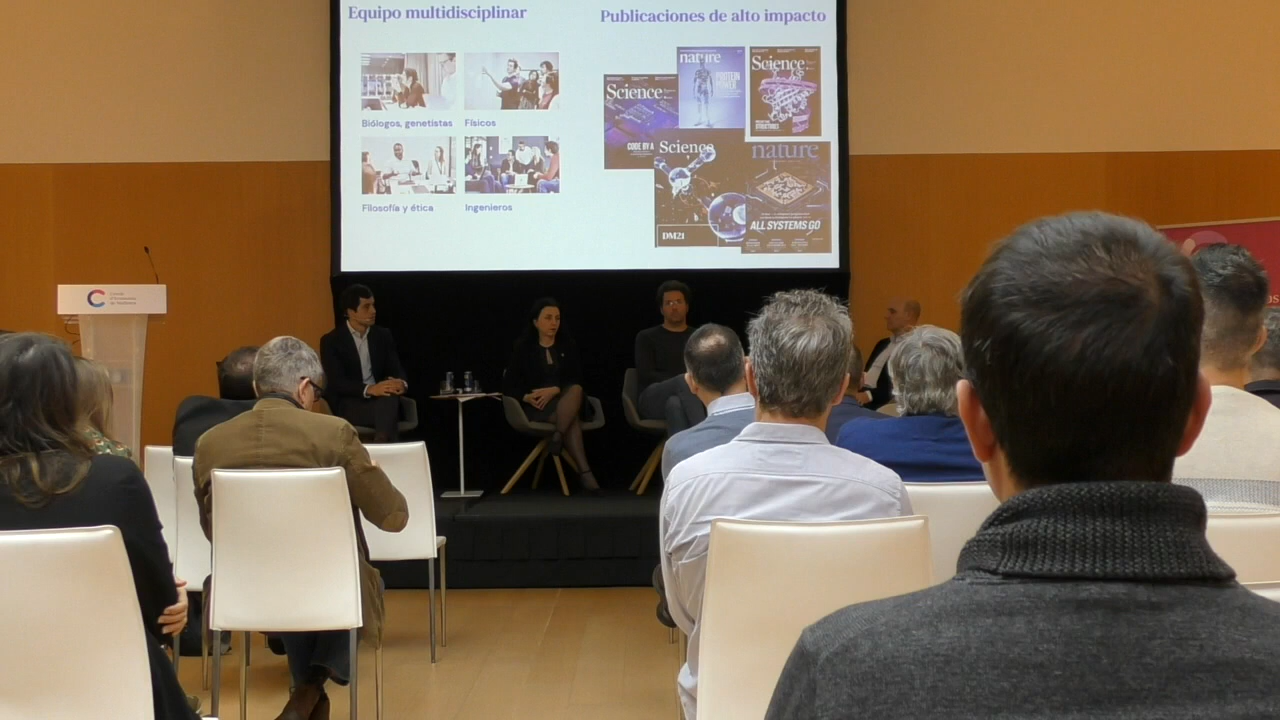 Equipo multidisciplinar
Publicaciones de alto impacto
Biólogos, genetistas
Físicos
Filosofía y ética
Ingenieros
nature
PROTEIN
POWER
Science
Science
CODE BY A
Science
DM21
nature
ALL SYSTEMS GO